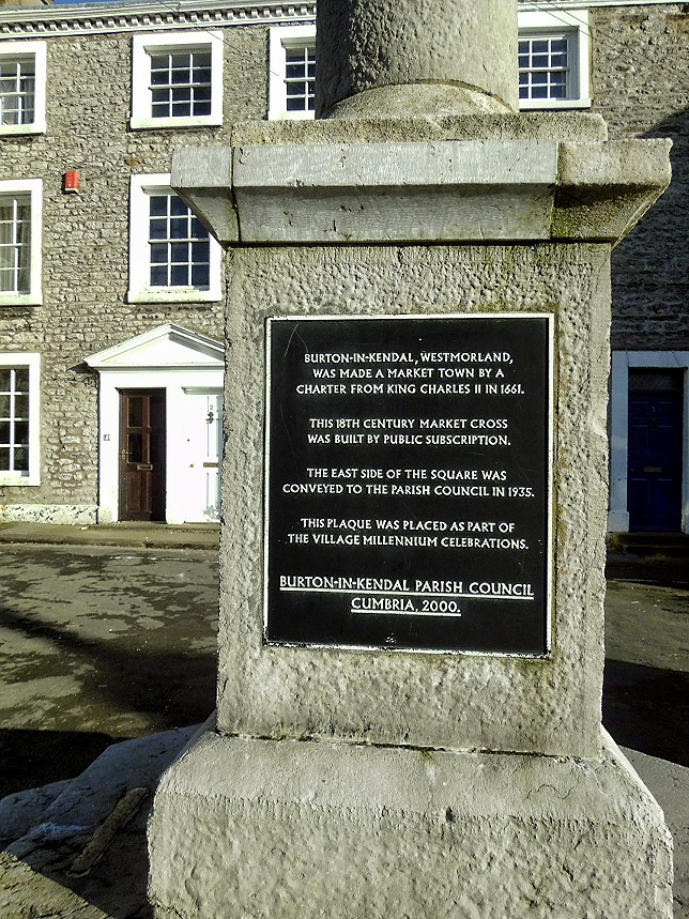 BURTON-IN-KENDAL, WESTMORLAND,
WAS MADE A MARKET TOWN BY A
CHARTER FROM KING CHARLES II IN 1661.
THIS 18TH CENTURY MARKET CROSS
WAS BUILT BY PUBLIC SUBSCRIPTION.
THE EAST SIDE OF THE SQUARE WAS
CONVEYED TO THE PARISH COUNCIL IN 1935.
THIS PLAQUE WAS PLACED AS PART OF
THE VILLAGE MILLENNIUM CELEBRATIONS.
BURTON-IN-KENDAL PARISH COUNCIL
CUMBRIA, 2000.